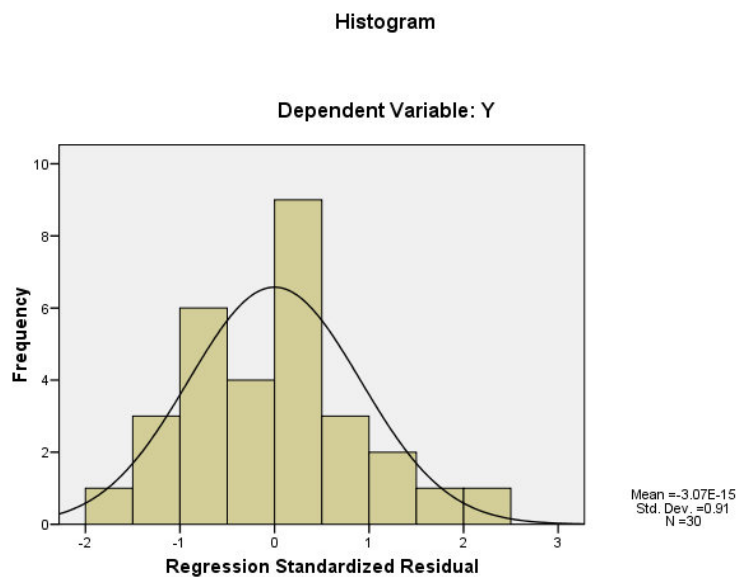 Histogram
Dependent Variable: Y
Frequency
10
8
6
4
2
0
-2 -1 0 1 2 3
Regression Standardized Residual
Mean =-3.07E-15
Std. Dev. =0.91
N =30